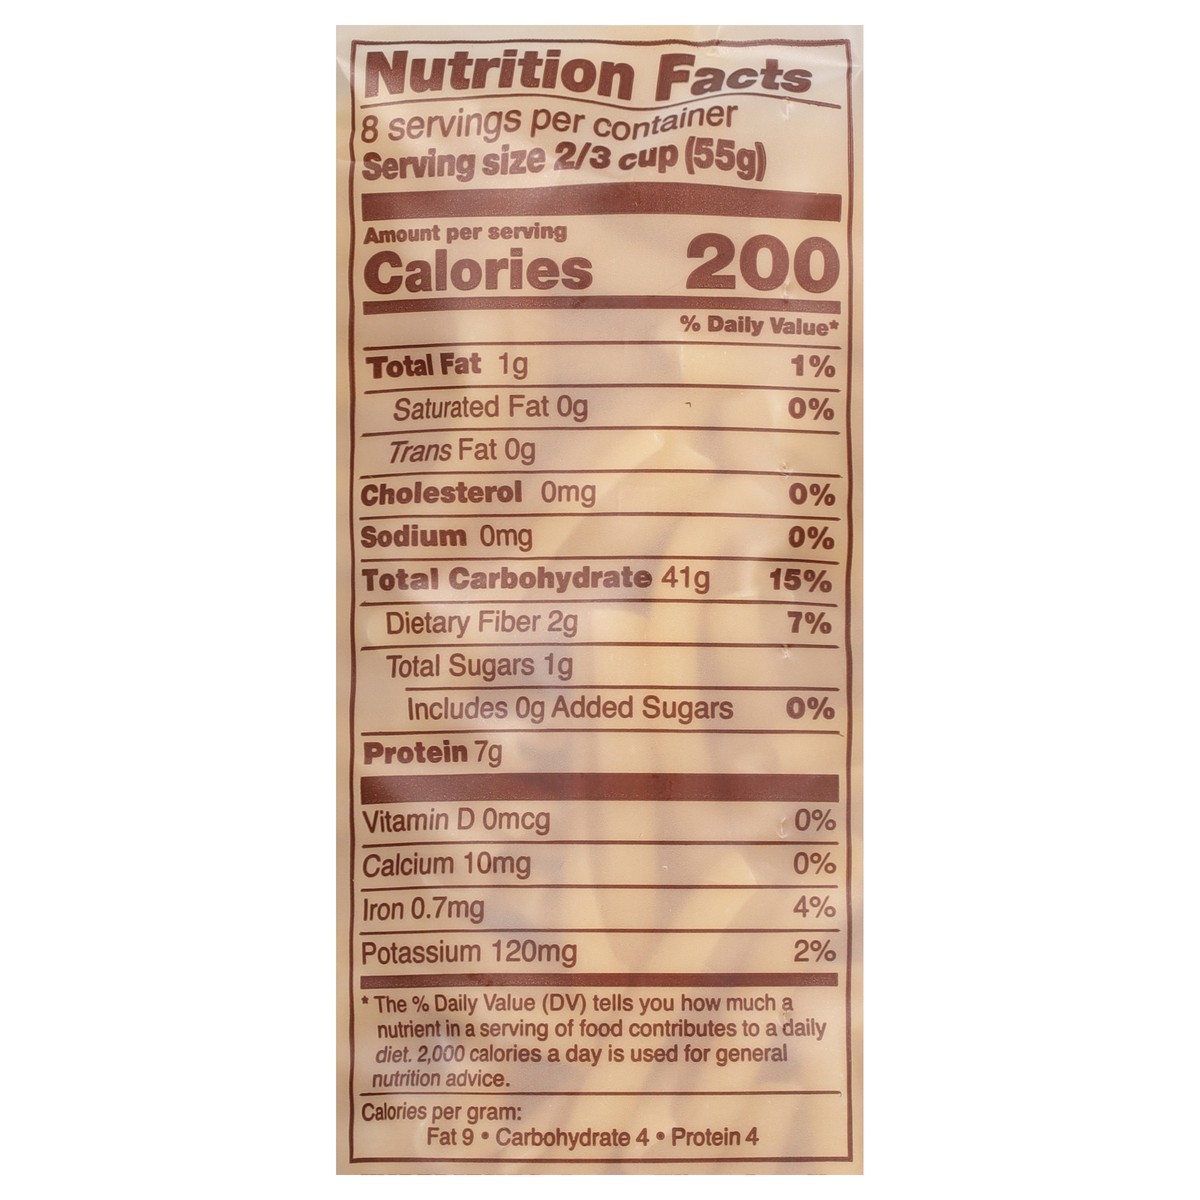 Nutrition Facts
8 servings per container
Serving size 2/3 cup (55g)
Amount per serving
Calories 200
% Daily Value*
Total Fat 1g 1%
Saturated Fat 0g 0%
Trans Fat 0g
Cholesterol 0mg 0%
Sodium 0mg 0%
Total Carbohydrate 41g 15%
Dietary Fiber 2g 7%
Total Sugars 1g
Includes 0g Added Sugars 0%
Protein 7g
Vitamin D 0mcg 0%
Calcium 10mg 0%
Iron 0.7mg 4%
Potassium 120mg 2%
* The % Daily Value (DV) tells you how much a
nutrient in a serving of food contributes to a daily
diet. 2,000 calories a day is used for general
nutrition advice.
Calories per gram:
Fat 9 • Carbohydrate 4 • Protein 4